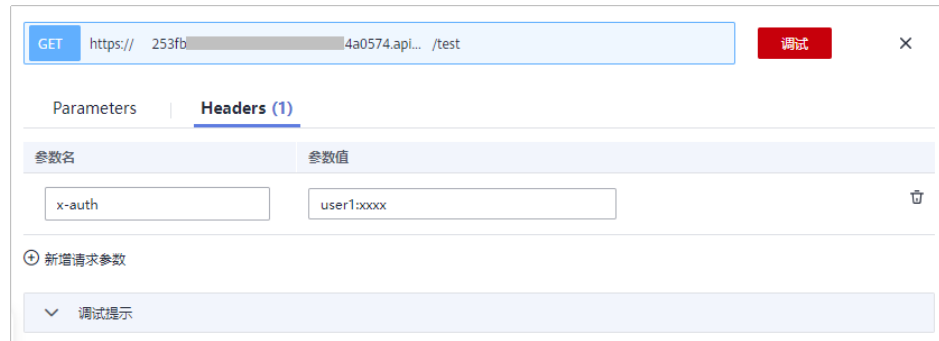 GET https:// 253fb 4a0574.api... /test 调试
Parameters Headers (1)
参数名 参数值
x-auth user1:xxxx
新增请求参数
调试提示